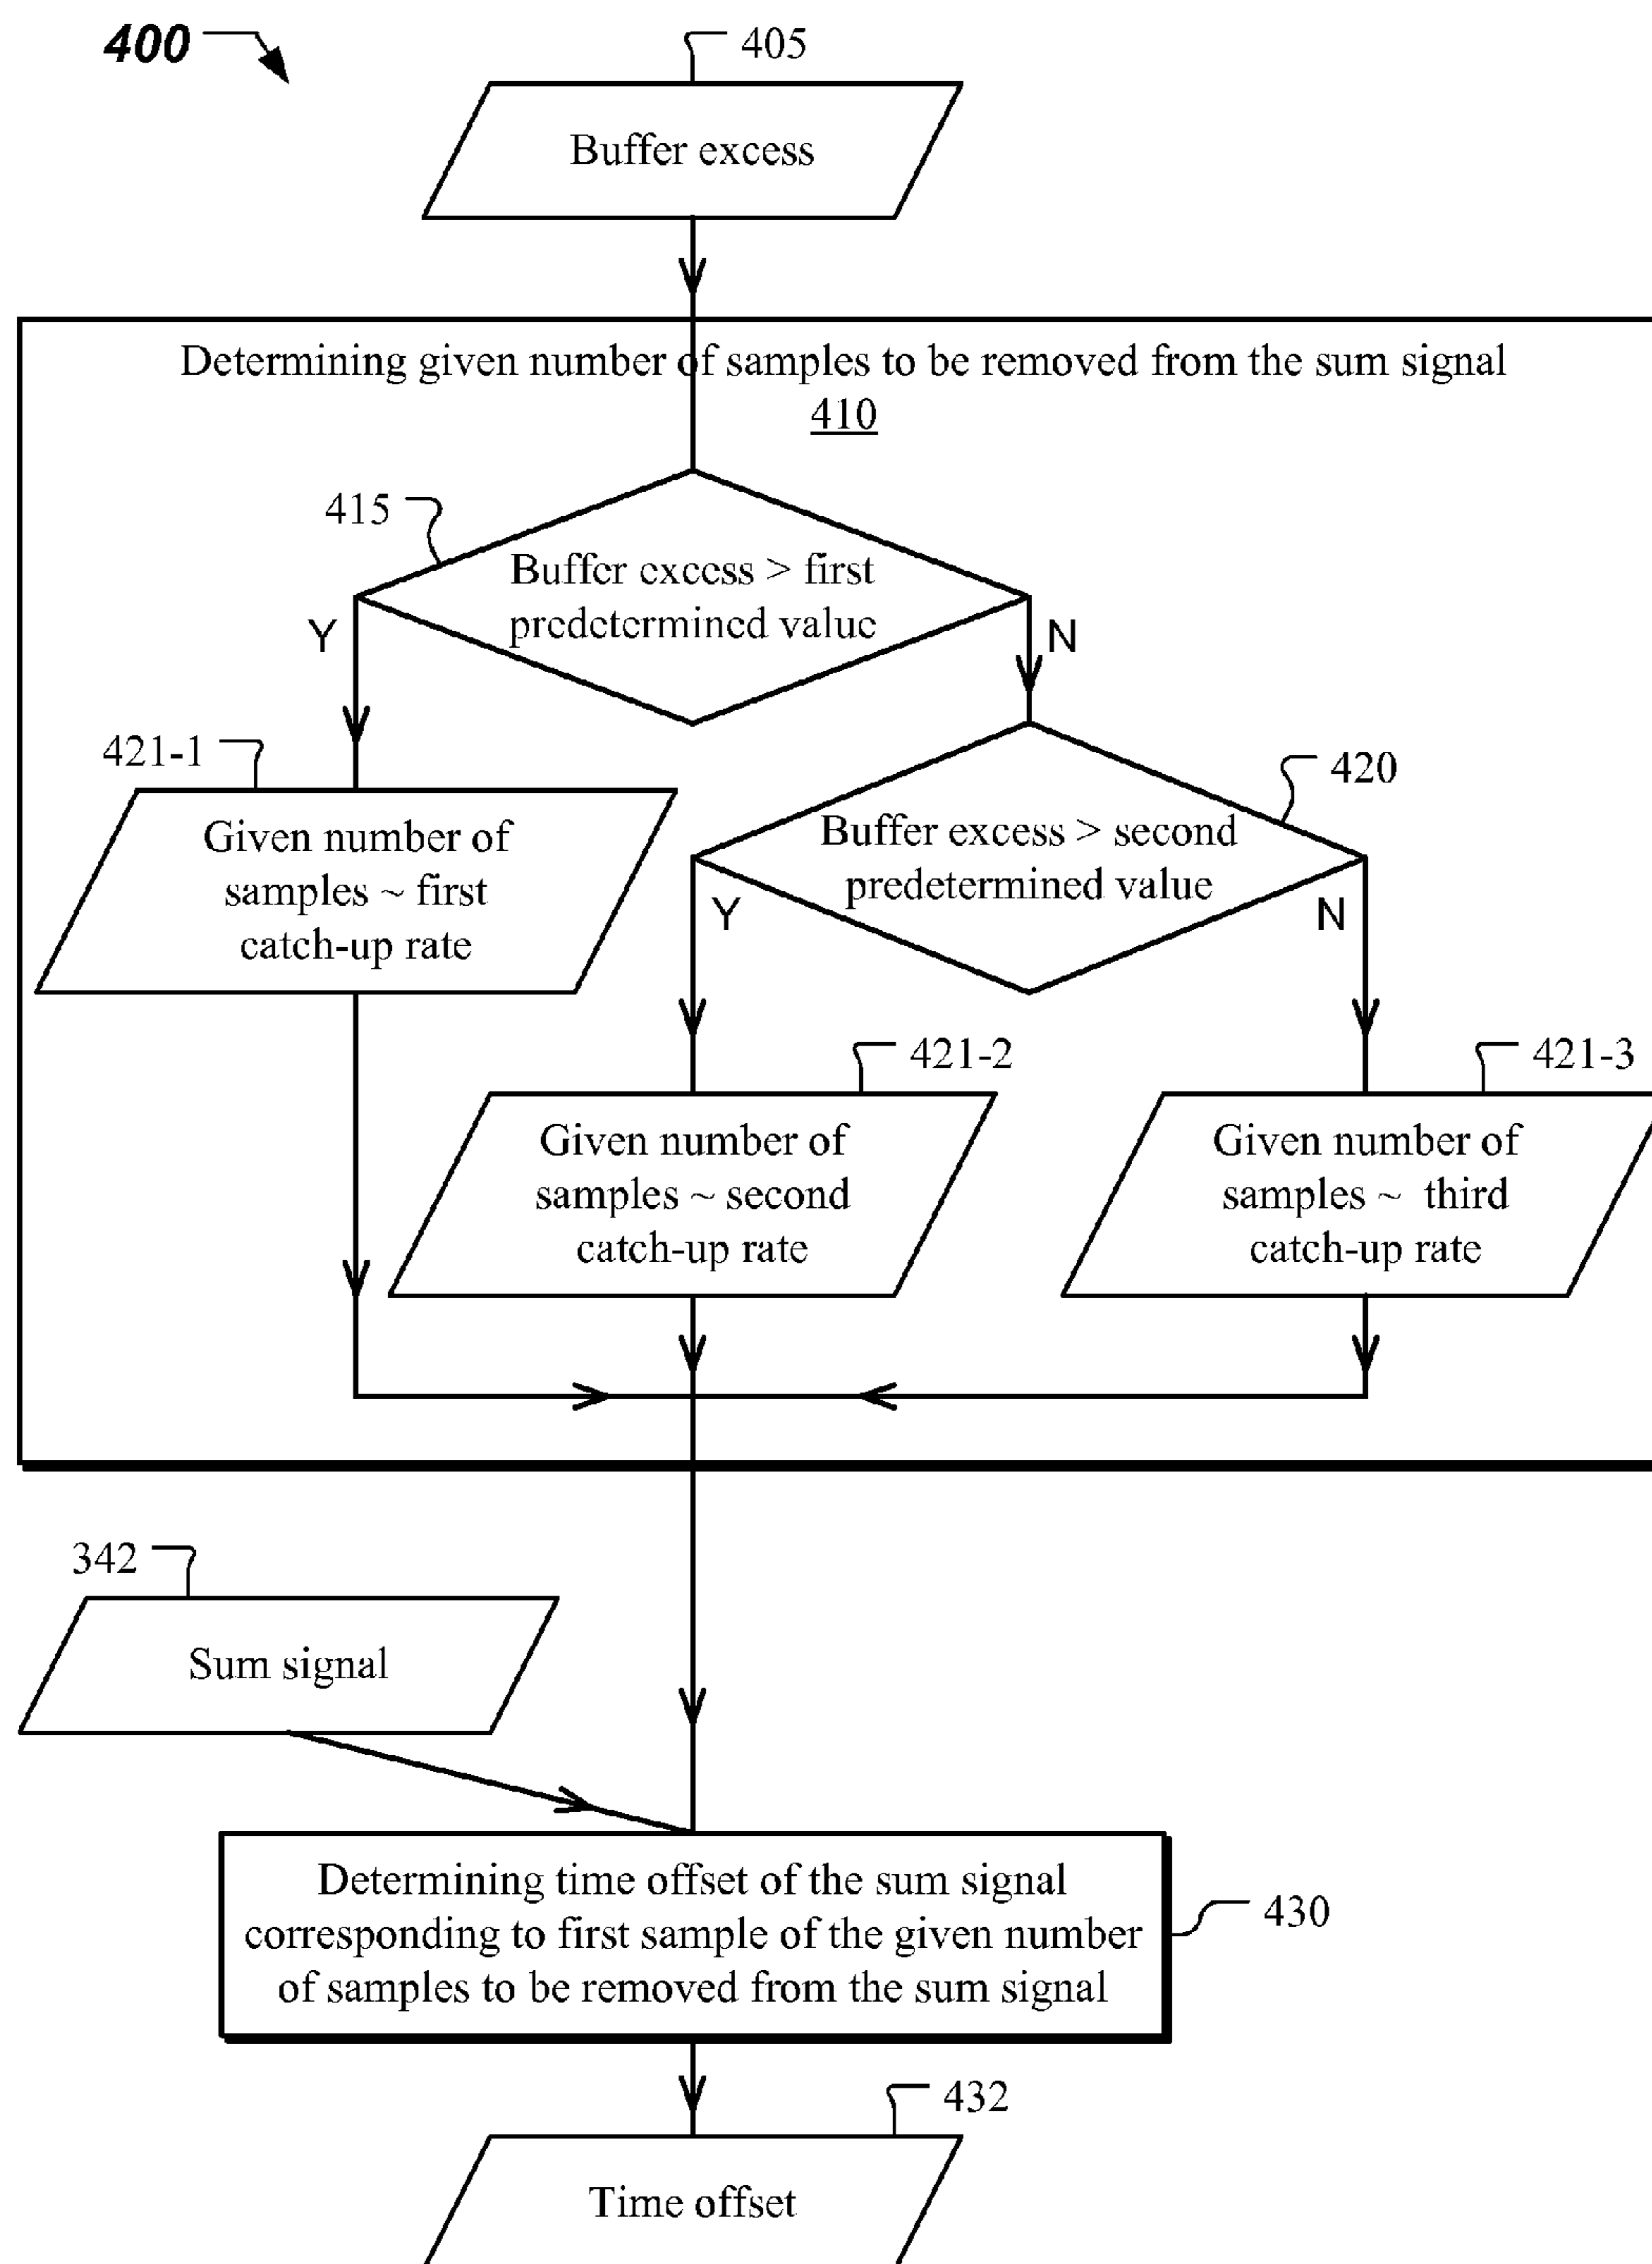 400
405
Buffer excess
Determining given number of samples to be removed from the sum signal
410
415
Buffer excess > first
predetermined value
Y
N
421-1
420
Given number of
samples ~ first
catch-up rate
Buffer excess > second
predetermined value
Y
N
421-2
421-3
Given number of
samples ~ second
catch-up rate
Given number of
samples ~ third
catch-up rate
342
Sum signal
Determining time offset of the sum signal
corresponding to first sample of the given number
of samples to be removed from the sum signal
430
432
Time offset